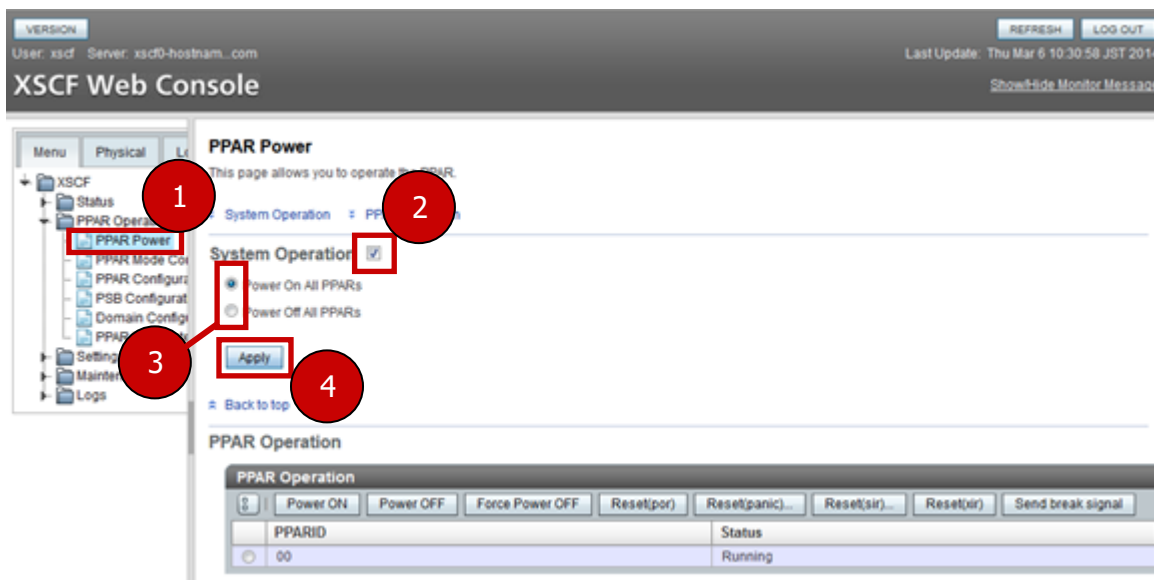 VERSION
REFRESH LOG OUT
User: xscf Server: xscf0-hostnam...com
Last Update: Thu Mar 6 10:30:58 JST 2014
XSCF Web Console
Show/Hide Monitor Messag
Menu Physical
PPAR Power
This page allows you to operate the PPAR.
XSCF
Status
1
2
System Operation
PPAR Operat
PPAR Power
PPAR Mode Con
PPAR Configura
PSB Configurat
Domain Config
PPAR
Setting
Mainten
Logs
System Operation
Power On All PPARs
Power Off All PPARs
3
Apply
4
Back to top
PPAR Operation
PPAR Operation
Power ON Power OFF Force Power OFF Reset(por) Reset(panic)... Reset(sir)... Reset(xir) Send break signal
PPARID Status
00 Running